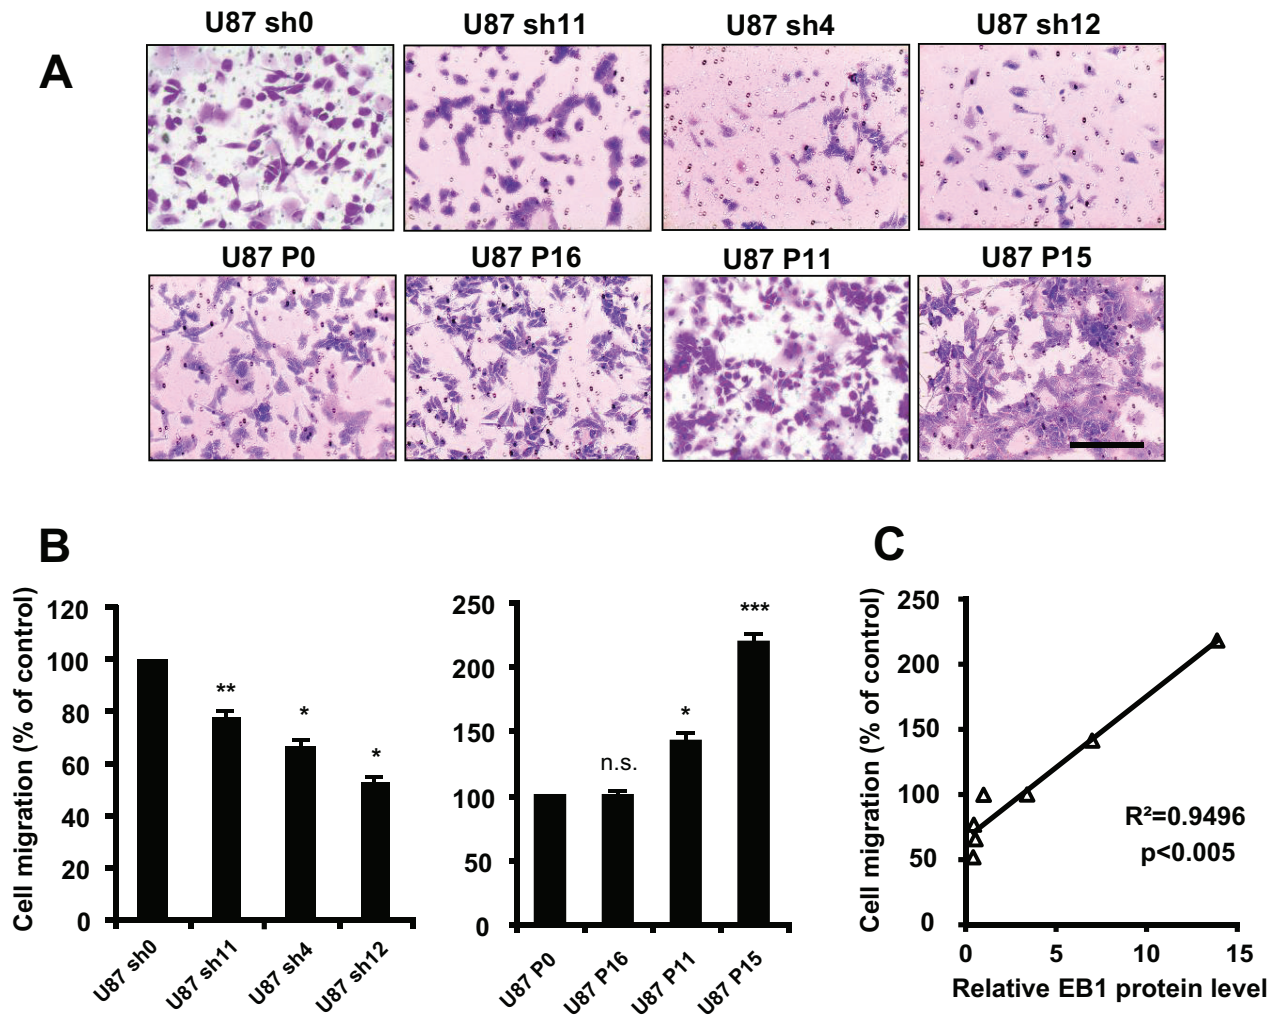 U87 sh0 U87 sh11 U87 sh4 U87 sh12
A
U87 P0 U87 P16 U87 P11 U87 P15
B
Cell migration (% of control)
120
100
80
60
40
20
0
**
*
*
U87 sh0 U87 sh11 U87 sh4 U87 sh12
250
200
150
100
50
0
n.s.
*
***
U87 P0 U87 P16 U87 P11 U87 P15
C
Cell migration (% of control)
250
200
150
100
50
0
R²=0.9496
p<0.005
0 5 10 15
Relative EB1 protein level